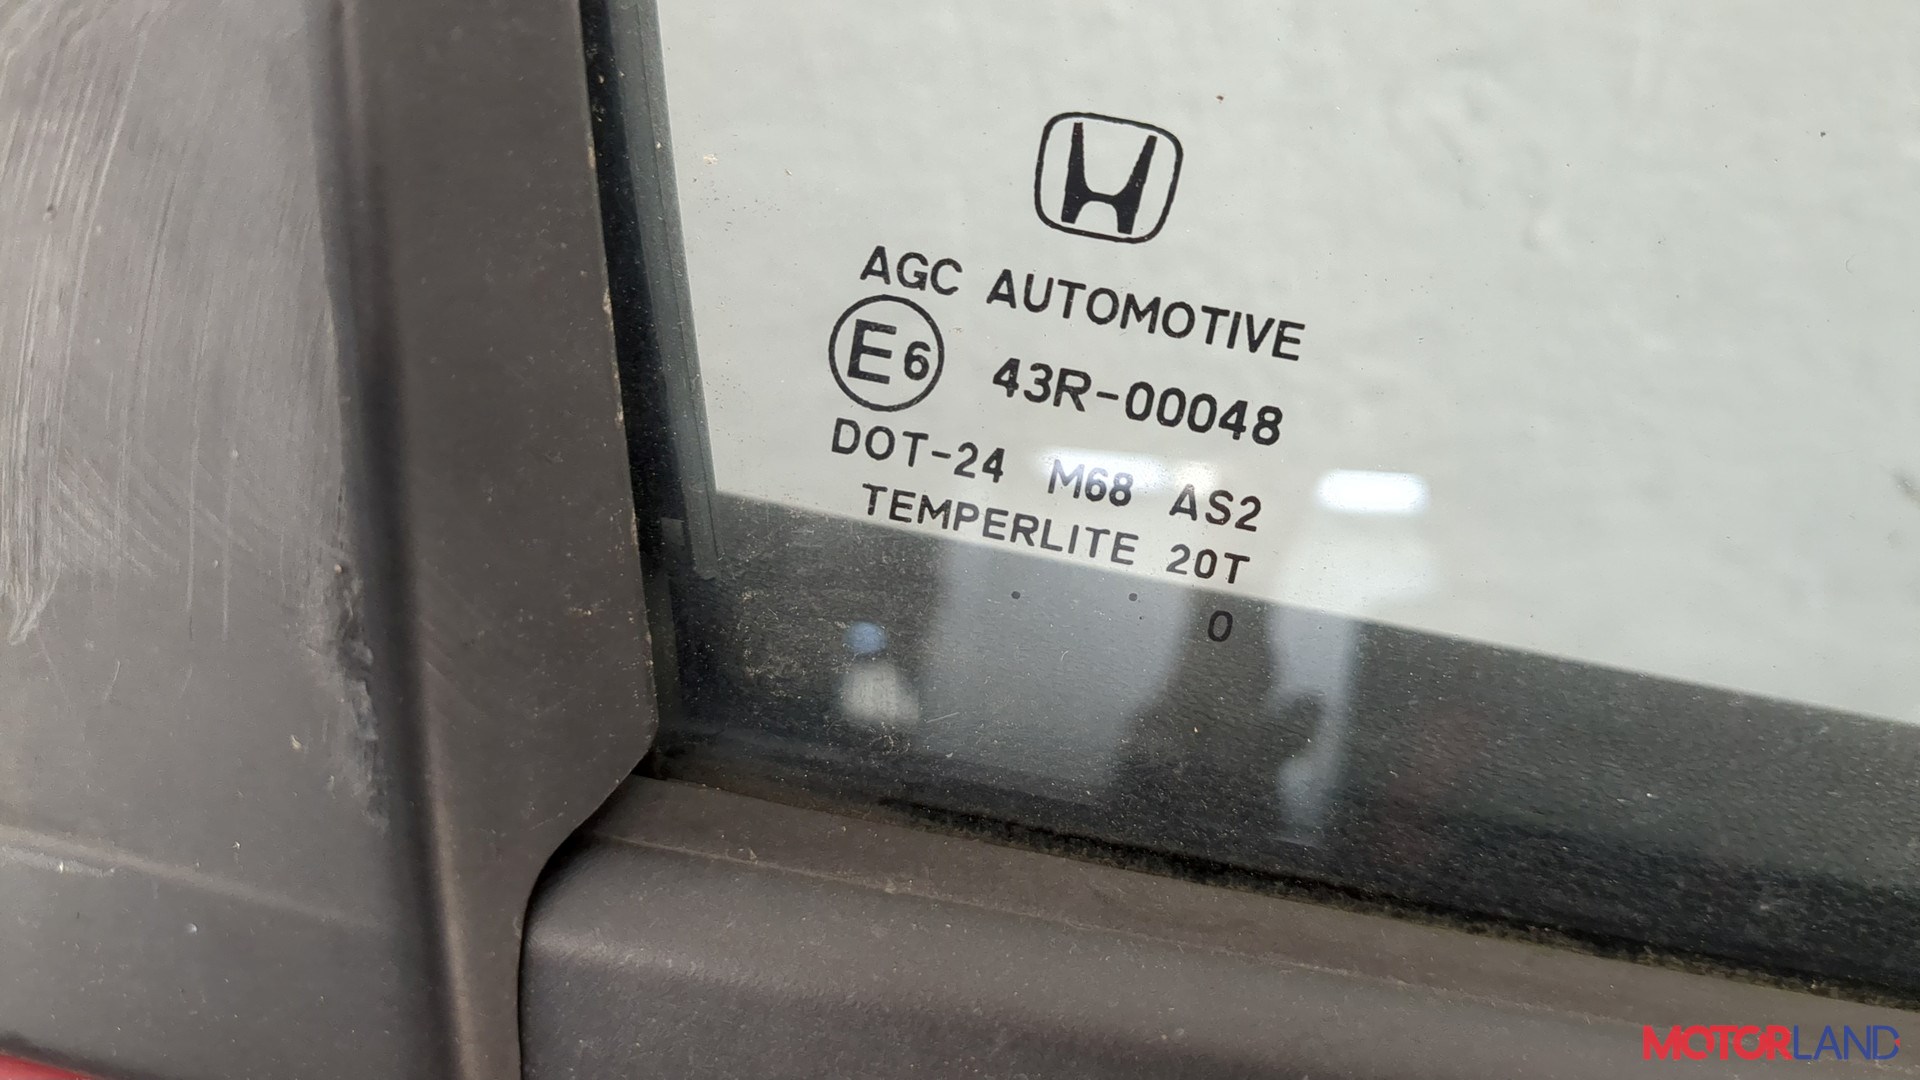 AGC AUTOMOTIVE
E6 43R-00048
DOT-24 M68 AS2
TEMPERLITE 20T
0
MOTORLAND